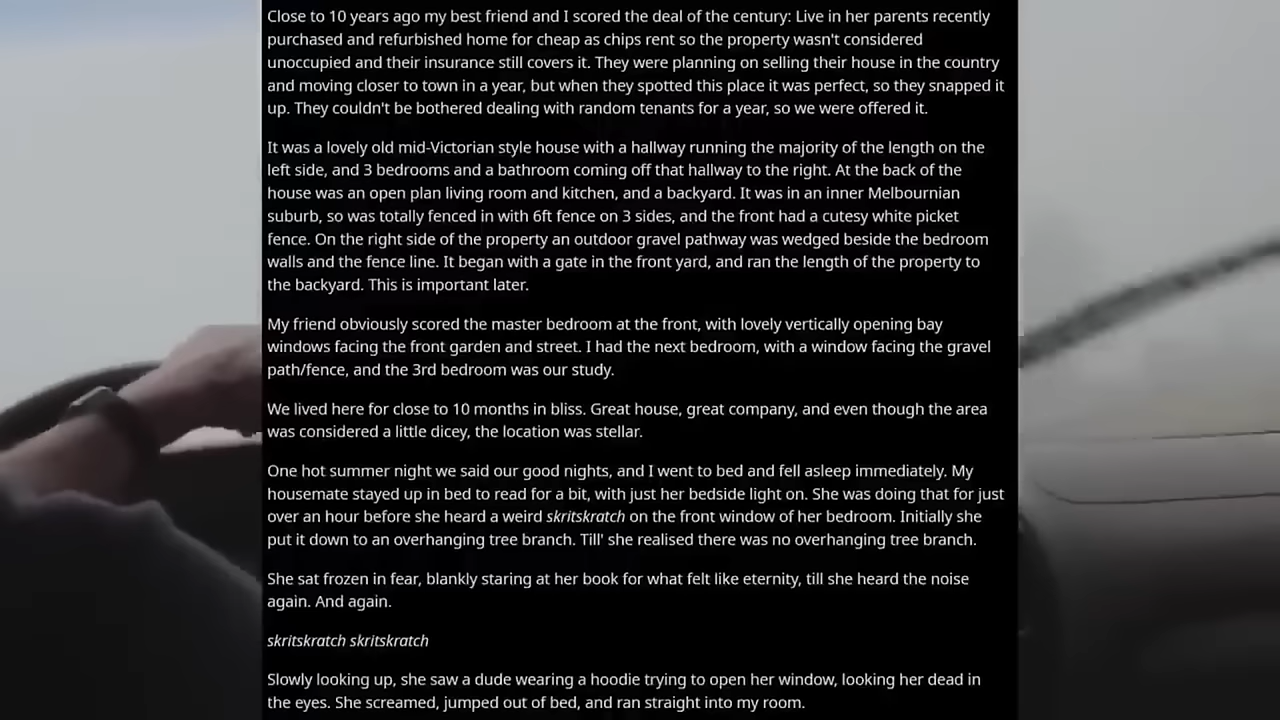 Close to 10 years ago my best friend and I scored the deal of the century: Live in her parents recently
purchased and refurbished home for cheap as chips rent so the property wasn't considered
unoccupied and their insurance still covers it. They were planning on selling their house in the country
and moving closer to town in a year, but when they spotted this place it was perfect, so they snapped it
up. They couldn't be bothered dealing with random tenants for a year, so we were offered it.
It was a lovely old mid-Victorian style house with a hallway running the majority of the length on the
left side, and 3 bedrooms and a bathroom coming off that hallway to the right. At the back of the
house was an open plan living room and kitchen, and a backyard. It was in an inner Melbournian
suburb, so was totally fenced in with 6ft fence on 3 sides, and the front had a cutesy white picket
fence. On the right side of the property an outdoor gravel pathway was wedged beside the bedroom
walls and the fence line. It began with a gate in the front yard, and ran the length of the property to
the backyard. This is important later.
My friend obviously scored the master bedroom at the front, with lovely vertically opening bay
windows facing the front garden and street. I had the next bedroom, with a window facing the gravel
path/fence, and the 3rd bedroom was our study.
We lived here for close to 10 months in bliss. Great house, great company, and even though the area
was considered a little dicey, the location was stellar.
One hot summer night we said our good nights, and I went to bed and fell asleep immediately. My
housemate stayed up in bed to read for a bit, with just her bedside light on. She was doing that for just
over an hour before she heard a weird skritskratch on the front window of her bedroom. Initially she
put it down to an overhanging tree branch. Till' she realised there was no overhanging tree branch.
She sat frozen in fear, blankly staring at her book for what felt like eternity, till she heard the noise
again. And again.
skritskratch skritskratch
Slowly looking up, she saw a dude wearing a hoodie trying to open her window, looking her dead in
the eyes. She screamed, jumped out of bed, and ran straight into my room.